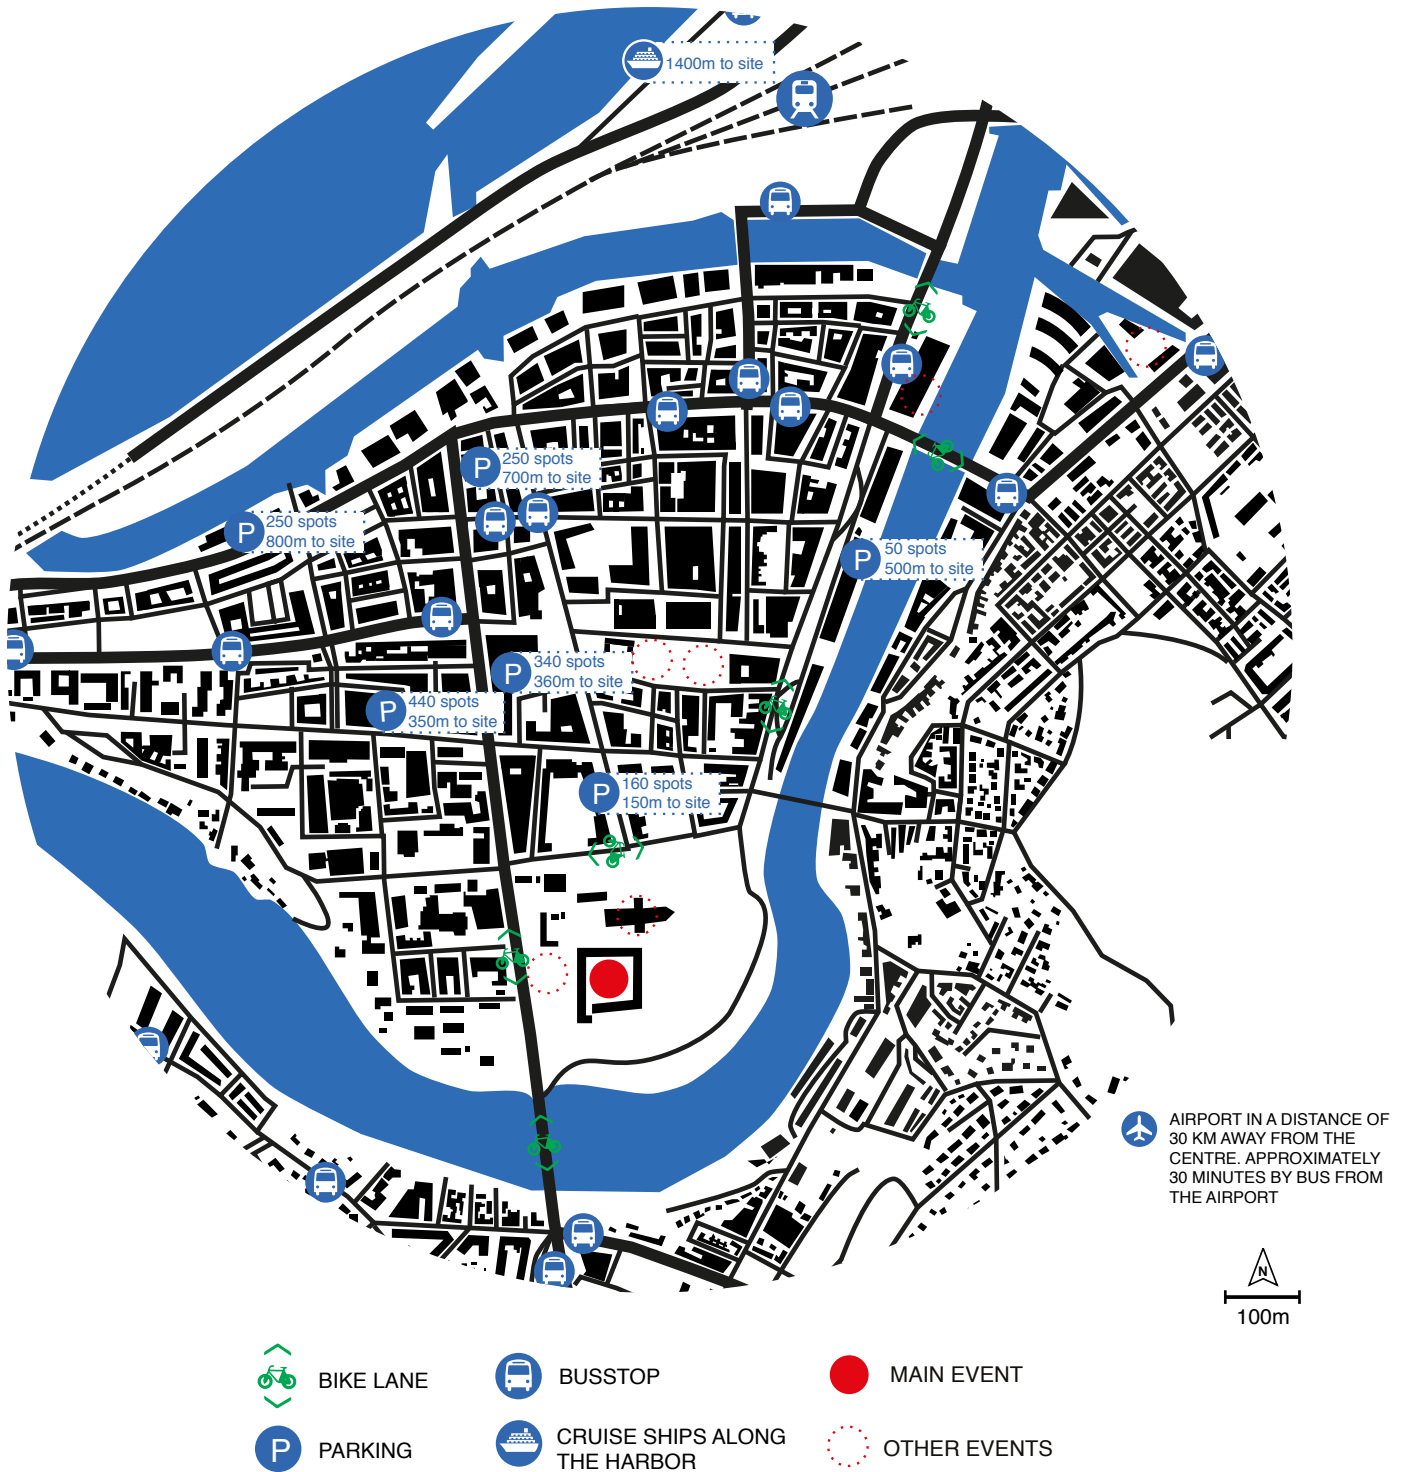 1400m to site
P
250 spots
700m to site
P
250 spots
800m to site
P
50 spots
500m to site
P
340 spots
360m to site
P
440 spots
350m to site
P
160 spots
150m to site
AIRPORT IN A DISTANCE OF
30 KM AWAY FROM THE
CENTRE. APPROXIMATELY
30 MINUTES BY BUS FROM
THE AIRPORT
N
100m
BIKE LANE
BUSSTOP
MAIN EVENT
P
PARKING
CRUISE SHIPS ALONG
THE HARBOR
OTHER EVENTS